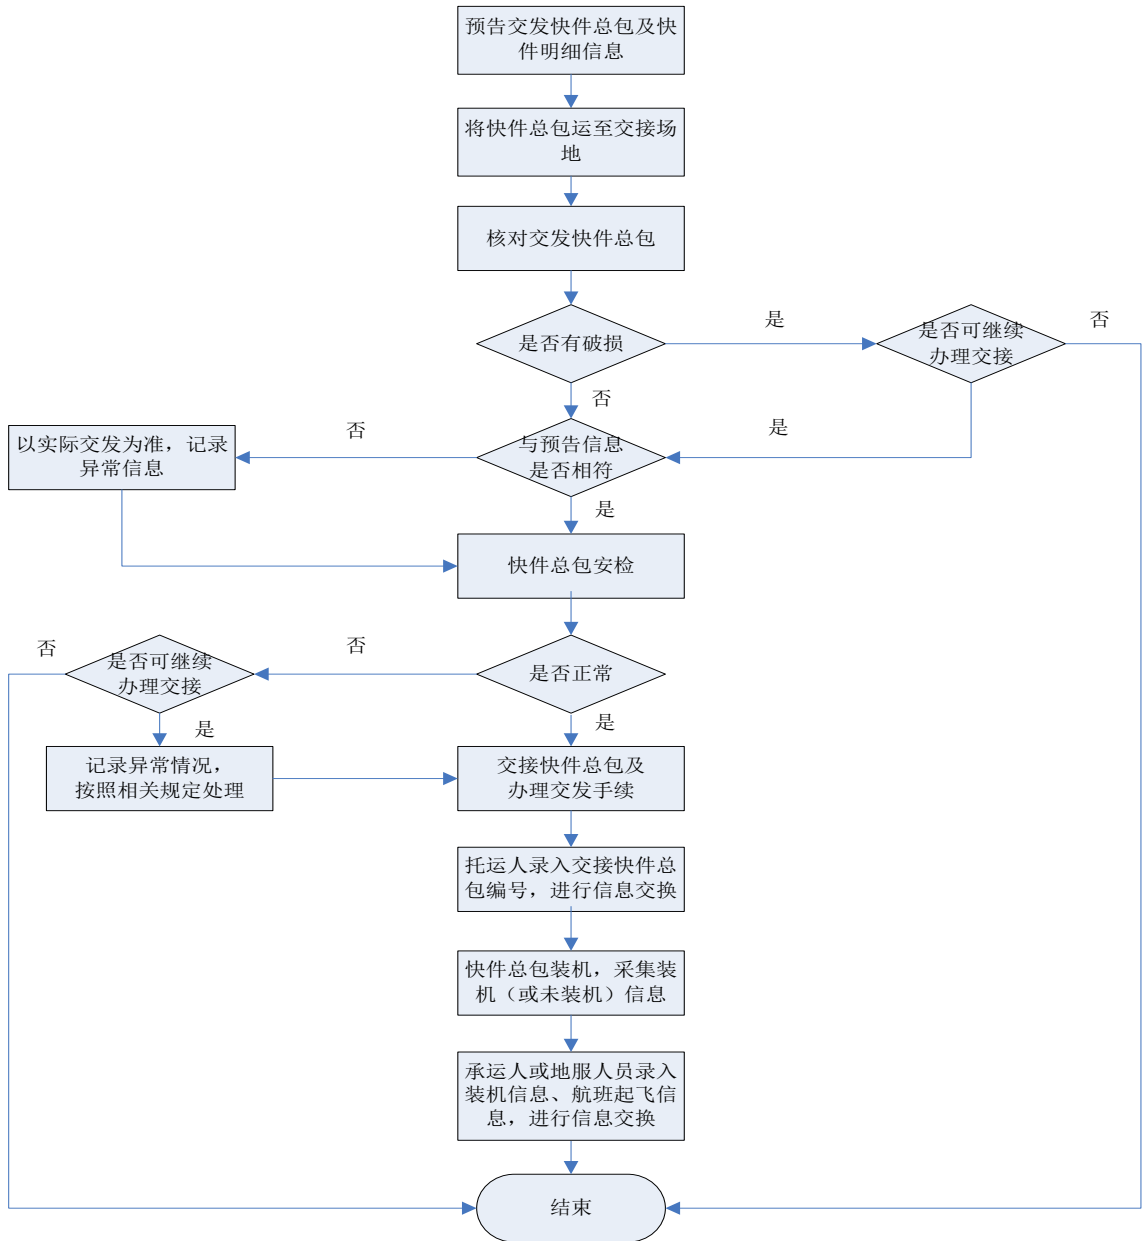 预告交发快件总包及快
件明细信息
将快件总包运至交接场
地
核对交发快件总包
是否有破损
是
是否可继续
办理交接
否
否
是
与预告信息
是否相符
否
以实际交发为准，记录
异常信息
是
快件总包安检
是否正常
否
是否可继续
办理交接
否
是
是
记录异常情况，
按照相关规定处理
交接快件总包及
办理交发手续
托运人录入交接快件总
包编号，进行信息交换
快件总包装机，采集装
机（或未装机）信息
承运人或地服人员录入
装机信息、航班起飞信
息，进行信息交换
结束